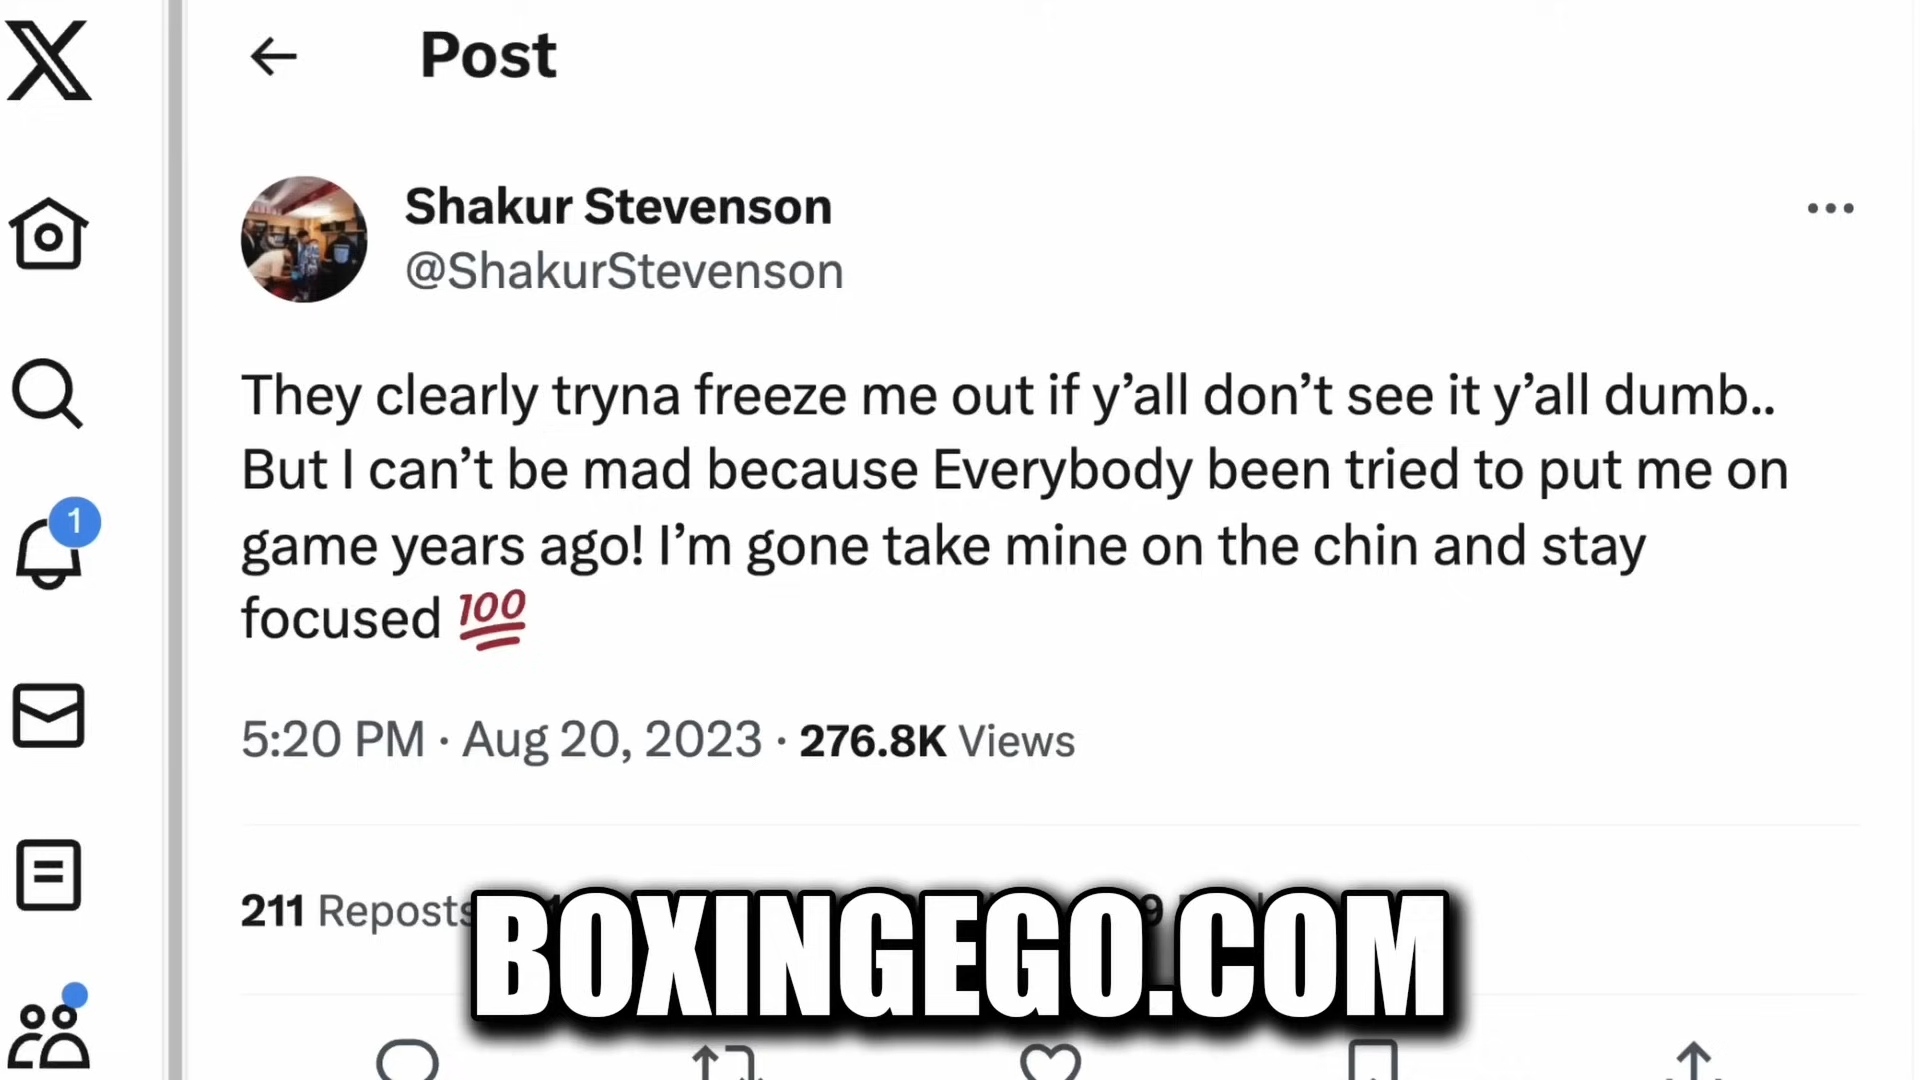 Post
Shakur Stevenson
@ShakurStevenson
They clearly tryna freeze me out if y’all don’t see it y’all dumb..
But I can’t be mad because Everybody been tried to put me on
game years ago! I’m gone take mine on the chin and stay
focused 💯
5:20 PM · Aug 20, 2023 · 276.8K Views
211 Reposts
BOXINGEGO.COM
1